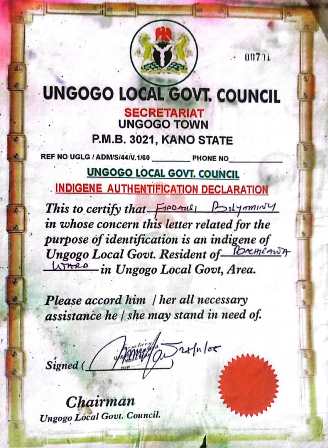 UNGOGO LOCAL GOVT. COUNCIL
SECRETARIAT
UNGOGO TOWN
P.M.B. 3021, KANO STATE
REF NO UGLG / ADM/S/44/V.1/60 PHONE NO
UNGOGO LOCAL GOVT. COUNCIL
INDIGENE AUTHENTIFICATION DECLARATION
This to certify that
in whose concern this letter related for the
purpose of identification is an indigene of
Ungogo Local Govt. Resident of
WARD in Ungogo Local Govt, Area.
Please accord him / her all necessary
assistance he / she may stand in need of.
Signed (
Chairman
Ungogo Local Govt. Council.